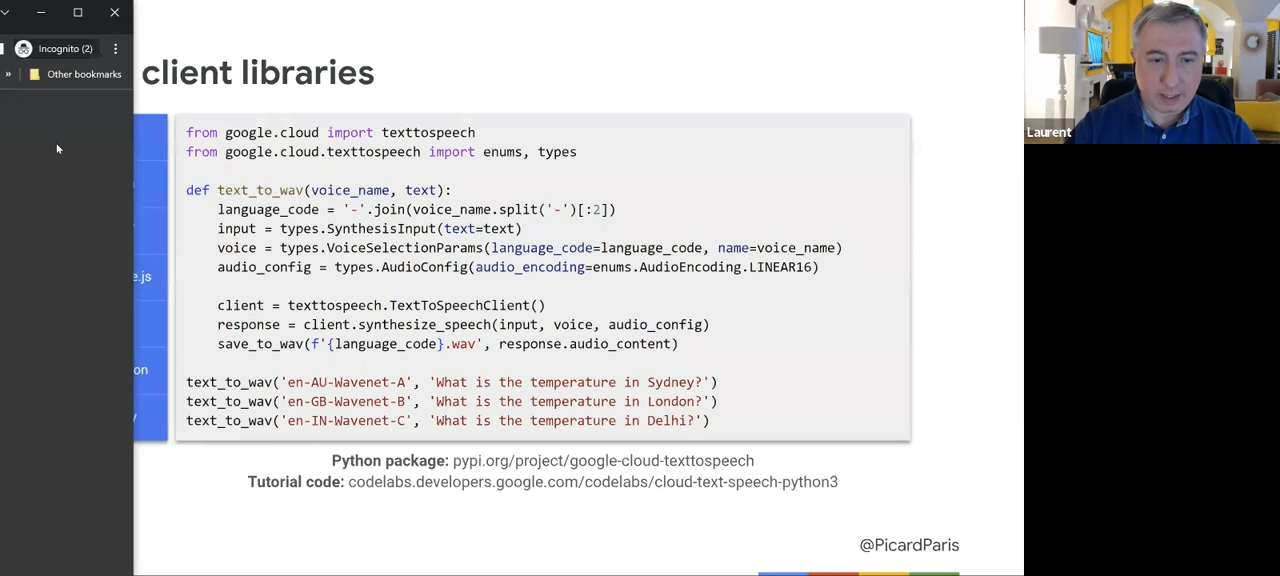 Incognito (2)
» Other bookmarks
client libraries
e.js
on
from google.cloud import texttospeech
from google.cloud.texttospeech import enums, types
def text_to_wav(voice_name, text):
language_code = '-'.join(voice_name.split('-')[:2])
input = types.SynthesisInput(text=text)
voice = types.VoiceSelectionParams(language_code=language_code, name=voice_name)
audio_config = types.AudioConfig(audio_encoding=enums.AudioEncoding.LINEAR16)
client = texttospeech.TextToSpeechClient()
response = client.synthesize_speech(input, voice, audio_config)
save_to_wav(f'{language_code}.wav', response.audio_content)
text_to_wav('en-AU-Wavenet-A', 'What is the temperature in Sydney?')
text_to_wav('en-GB-Wavenet-B', 'What is the temperature in London?')
text_to_wav('en-IN-Wavenet-C', 'What is the temperature in Delhi?')
Python package: pypi.org/project/google-cloud-texttospeech
Tutorial code: codelabs.developers.google.com/codelabs/cloud-text-speech-python3
@PicardParis
Laurent